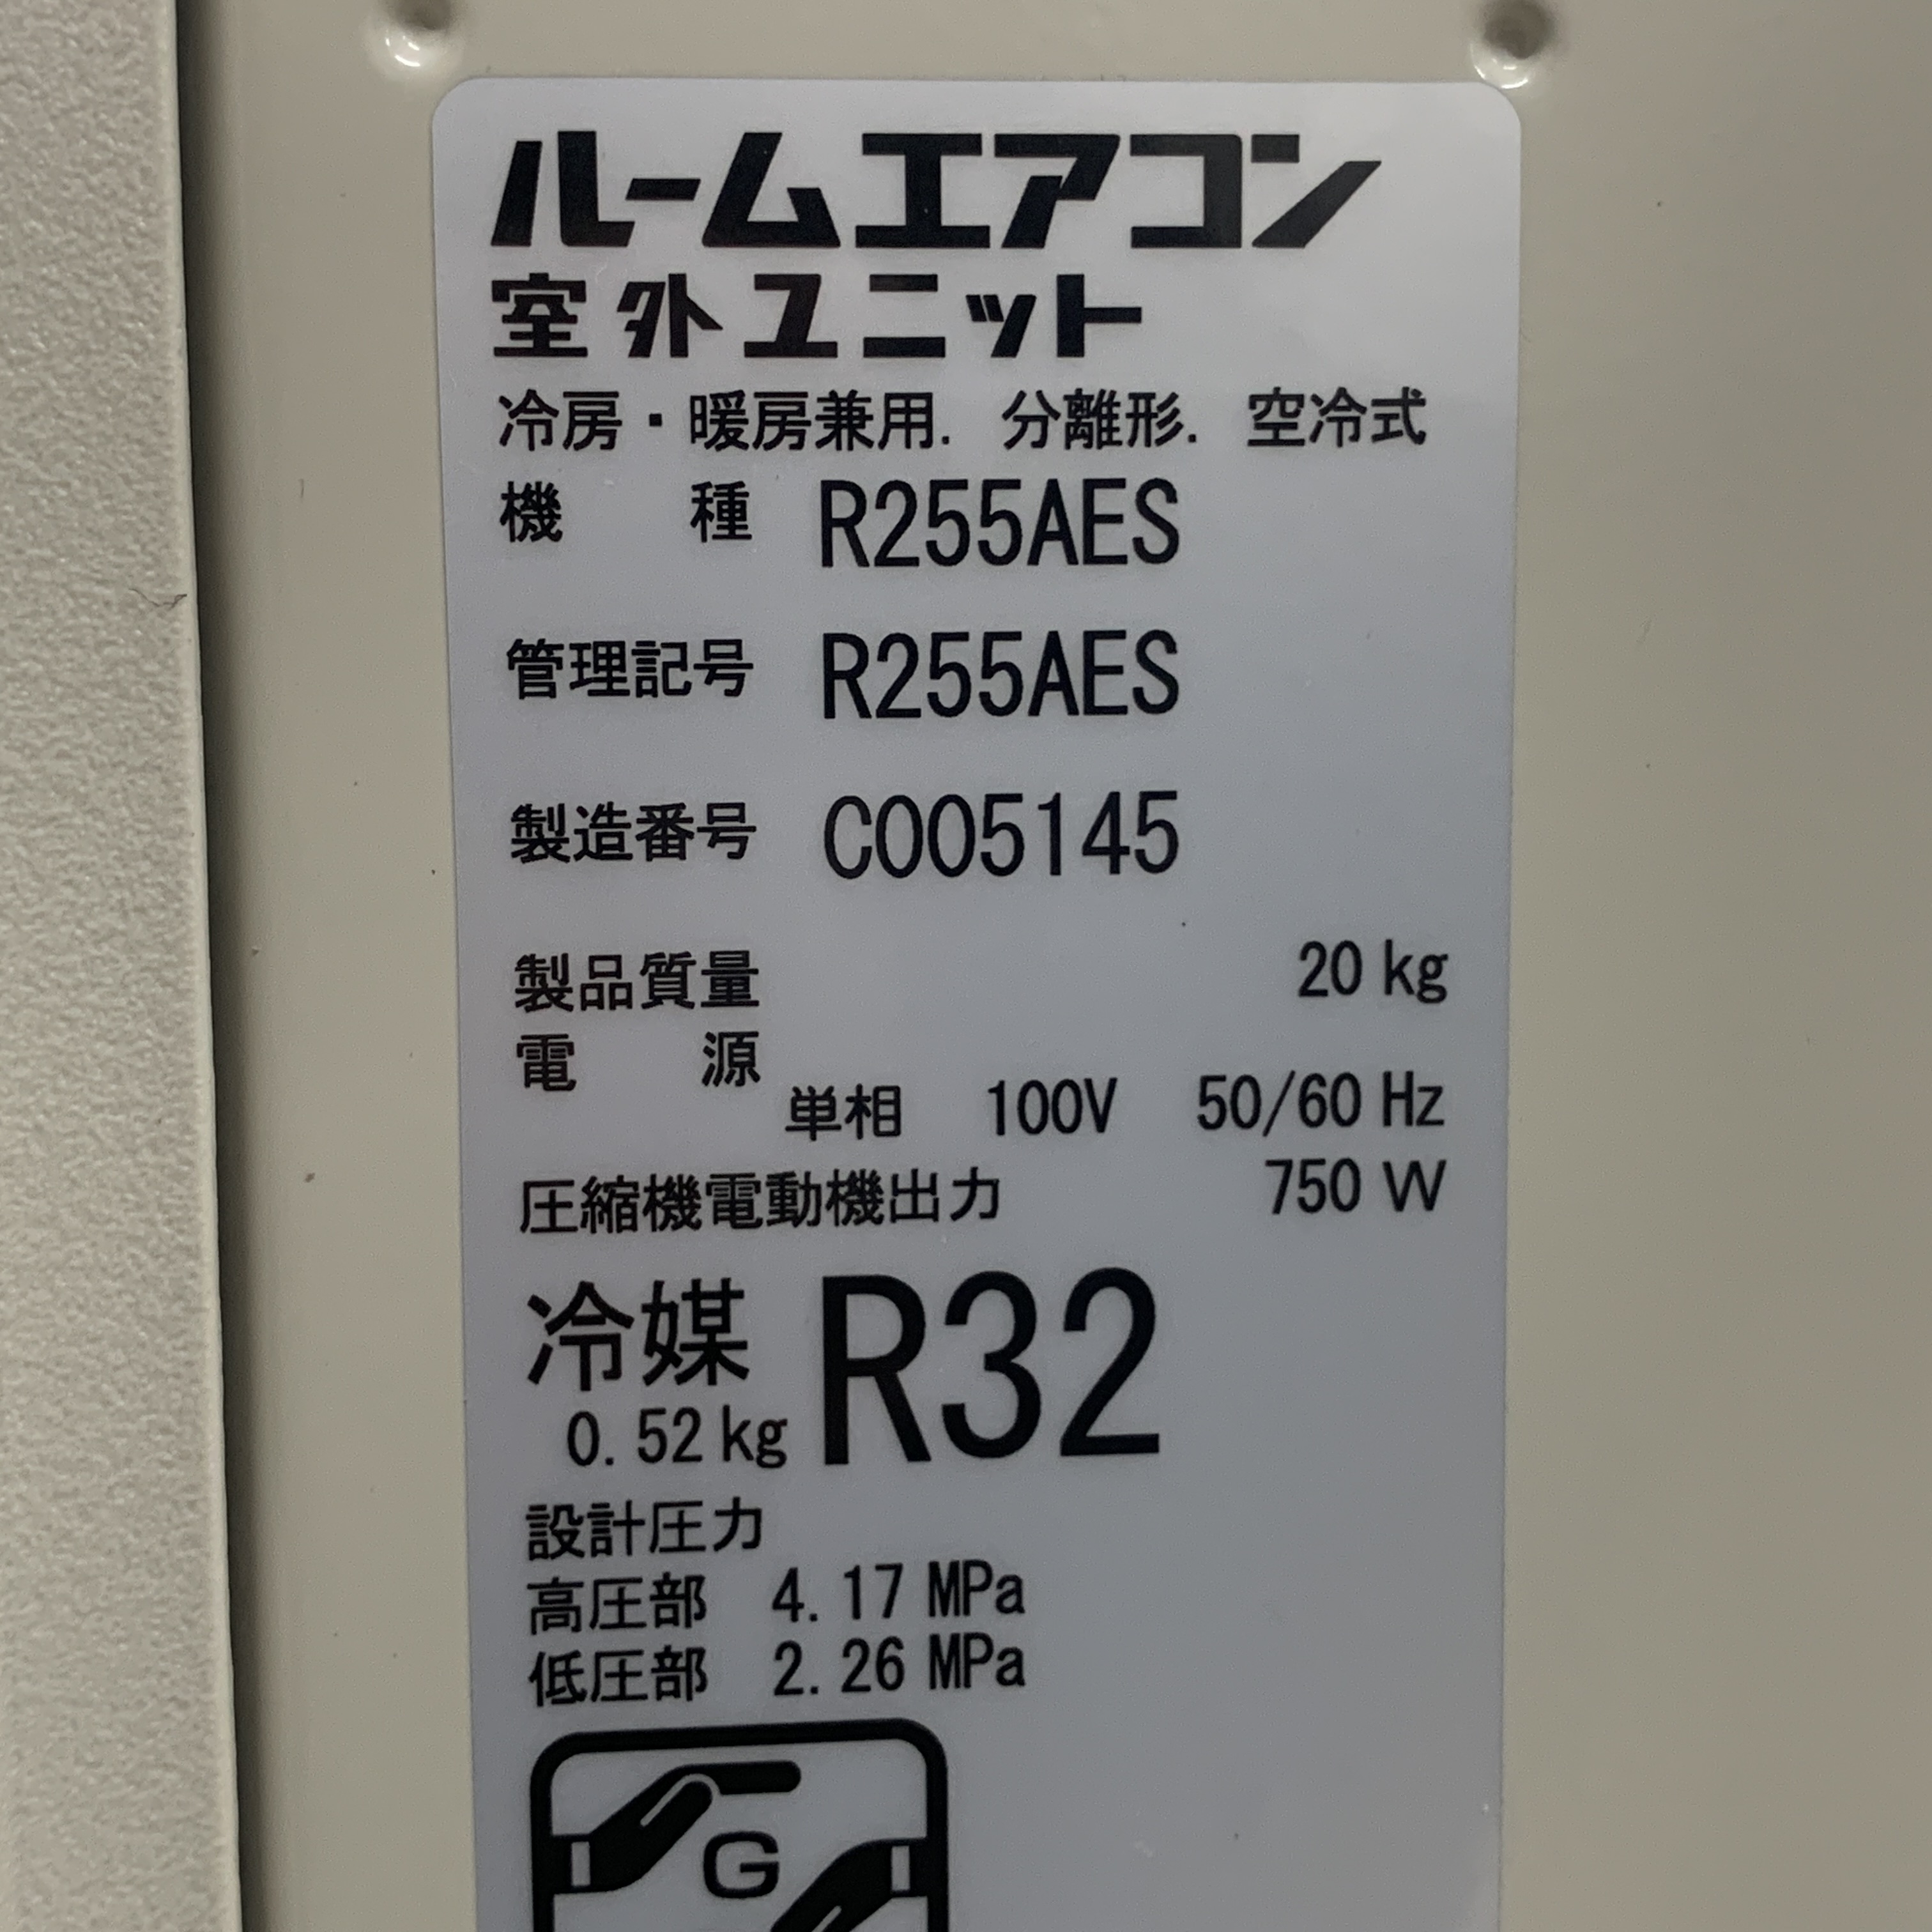 ルームエアコン
室外ユニット
冷房・暖房兼用. 分離形. 空冷式
機　種 R255AES
管理記号 R255AES
製造番号 C005145
製品質量 20 kg
電　源
単相 100V 50/60 Hz
圧縮機電動機出力 750 W
冷媒 R32
0.52 kg
設計圧力
高圧部 4.17 MPa
低圧部 2.26 MPa
G